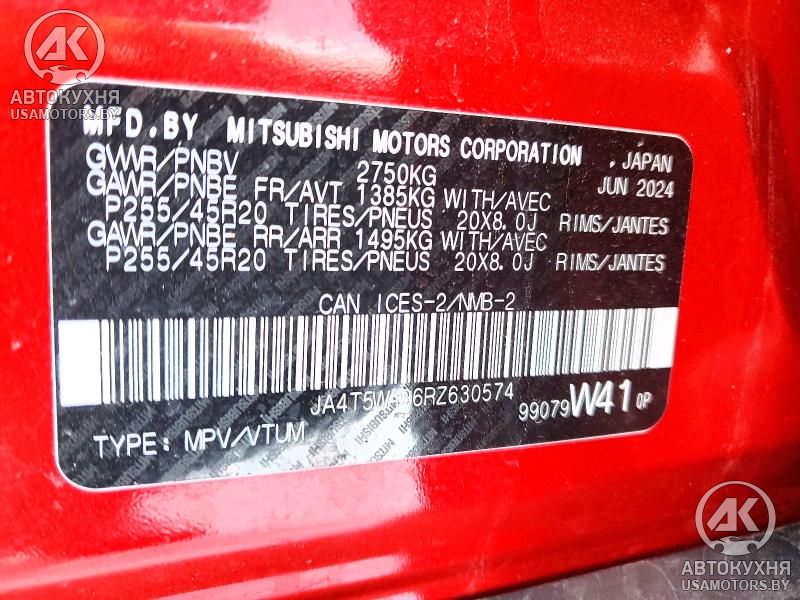 AK
АВТОКУХНЯ
USAMOTORS.BY
MFD.BY MITSUBISHI MOTORS CORPORATION , JAPAN
GVWR/PNBV 2750KG JUN 2024
GAWR/PNBE FR/AVT 1385KG WITH/AVEC
P255/45R20 TIRES/PNEUS 20X8.0J RIMS/JANTES
GAWR/PNBE RR/ARR 1495KG WITH/AVEC
P255/45R20 TIRES/PNEUS 20X8.0J RIMS/JANTES
CAN ICES-2/NMB-2
99079 W41 0P
TYPE: MPV/VTUM
AK
АВТОКУХНЯ
USAMOTORS.BY